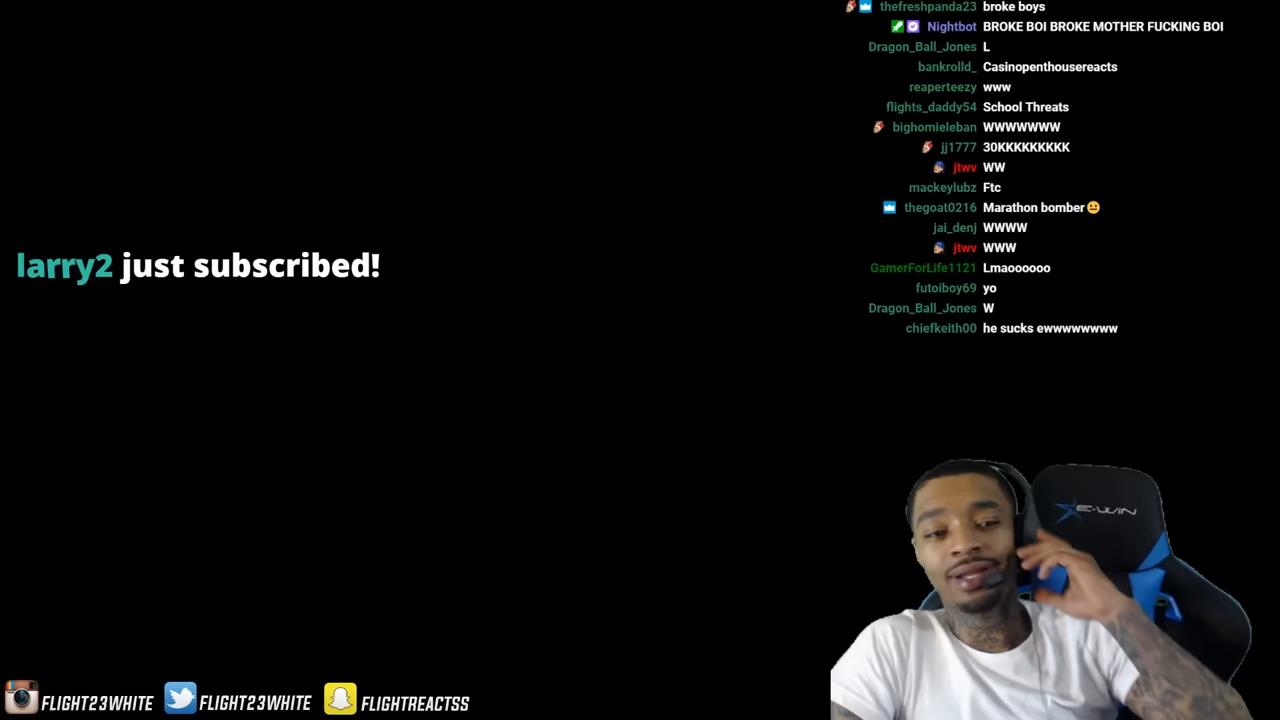 thefreshpanda23 broke boys
Nightbot BROKE BOI BROKE MOTHER FUCKING BOI
Dragon_Ball_Jones L
bankrolld_ Casinopenthousereacts
reaperteezy www
flights_daddy54 School Threats
bighomieleban WWWWWWW
jj1777 30KKKKKKKKK
jtwv WW
mackeylubz Ftc
thegoat0216 Marathon bomber😐
jai_denj WWWW
jtwv WWW
GamerForLife1121 Lmaoooooo
futoiboy69 yo
Dragon_Ball_Jones W
chiefkeith00 he sucks ewwwwwwww
larry2 just subscribed!
E-WIN
FLIGHT23WHITE FLIGHT23WHITE FLIGHTREACTSS